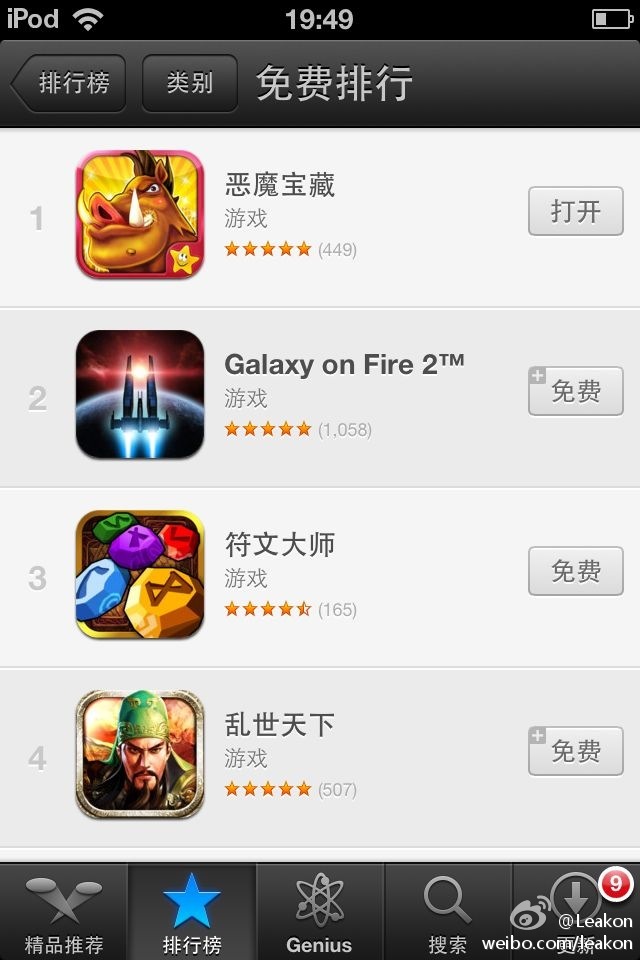 iPod 19:49
排行榜 类别 免费排行
1
恶魔宝藏
游戏
(449)
打开
2
Galaxy on Fire 2™
游戏
(1,058)
免费
3
符文大师
游戏
(165)
免费
4
乱世天下
游戏
(507)
免费
9
精品推荐 排行榜 Genius 搜索 更新
@Leakon
weibo.com/leakon